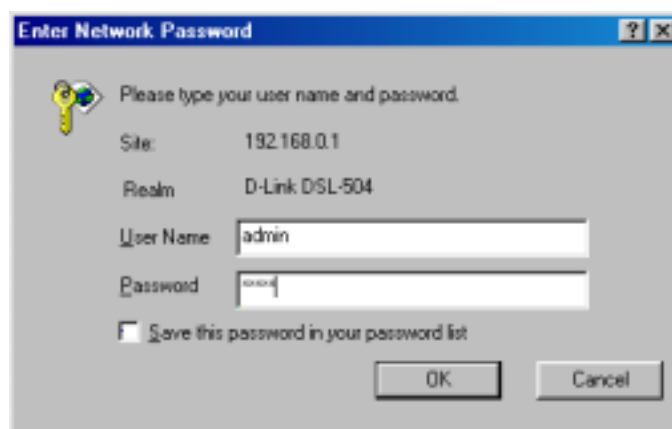 Enter Network Password
Please type your user name and password.
Site: 192.168.0.1
Realm D-Link DSL-504
User Name admin
Password *****
Save this password in your password list
OK Cancel